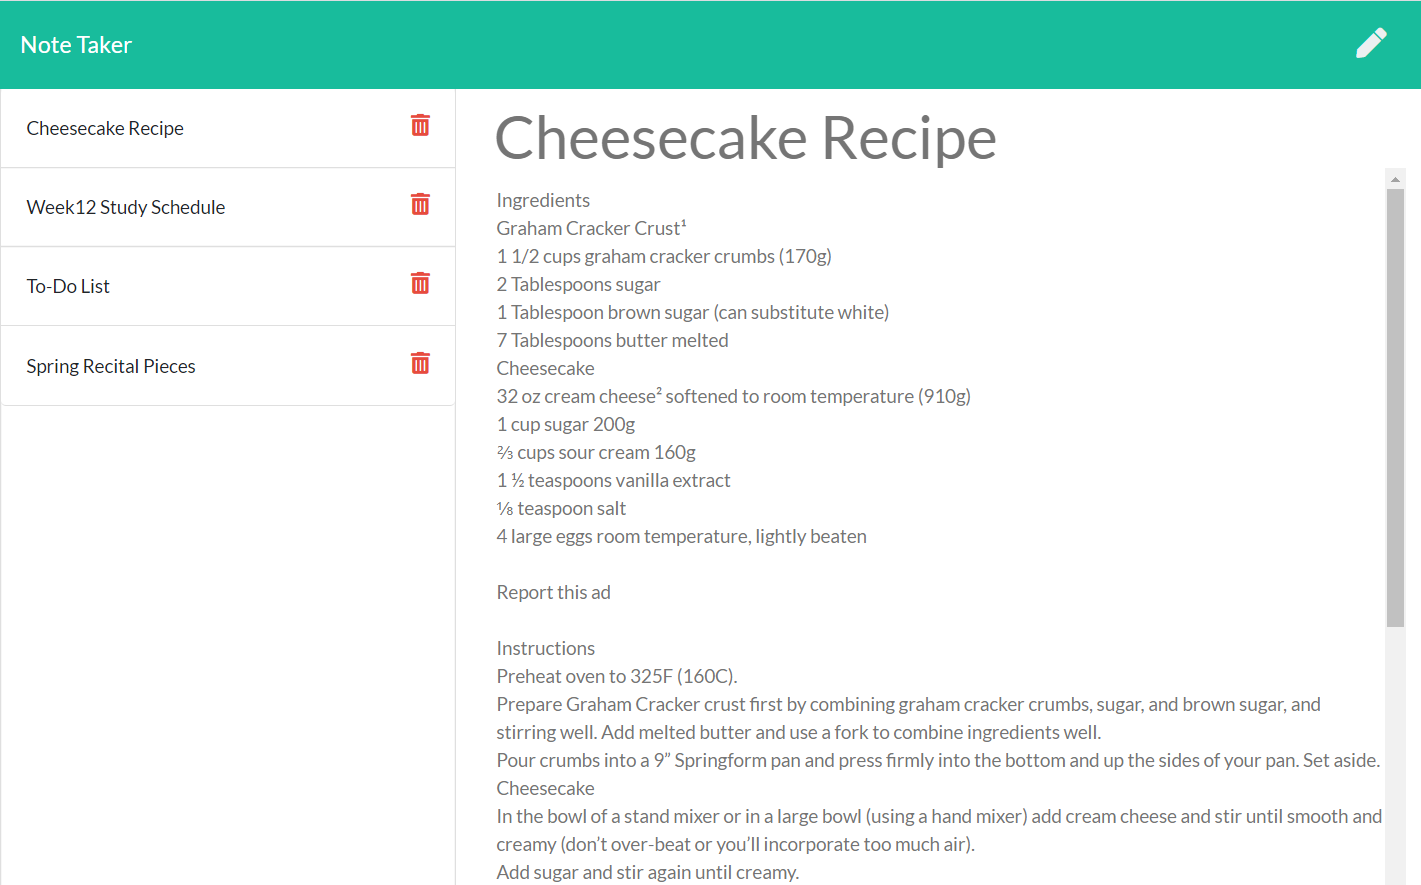 Note Taker
Cheesecake Recipe
Week12 Study Schedule
To-Do List
Spring Recital Pieces
Cheesecake Recipe
Ingredients
Graham Cracker Crust¹
1 1/2 cups graham cracker crumbs (170g)
2 Tablespoons sugar
1 Tablespoon brown sugar (can substitute white)
7 Tablespoons butter melted
Cheesecake
32 oz cream cheese² softened to room temperature (910g)
1 cup sugar 200g
⅔ cups sour cream 160g
1 ½ teaspoons vanilla extract
⅛ teaspoon salt
4 large eggs room temperature, lightly beaten
Report this ad
Instructions
Preheat oven to 325F (160C).
Prepare Graham Cracker crust first by combining graham cracker crumbs, sugar, and brown sugar, and
stirring well. Add melted butter and use a fork to combine ingredients well.
Pour crumbs into a 9” Springform pan and press firmly into the bottom and up the sides of your pan. Set aside.
Cheesecake
In the bowl of a stand mixer or in a large bowl (using a hand mixer) add cream cheese and stir until smooth and
creamy (don’t over-beat or you’ll incorporate too much air).
Add sugar and stir again until creamy.